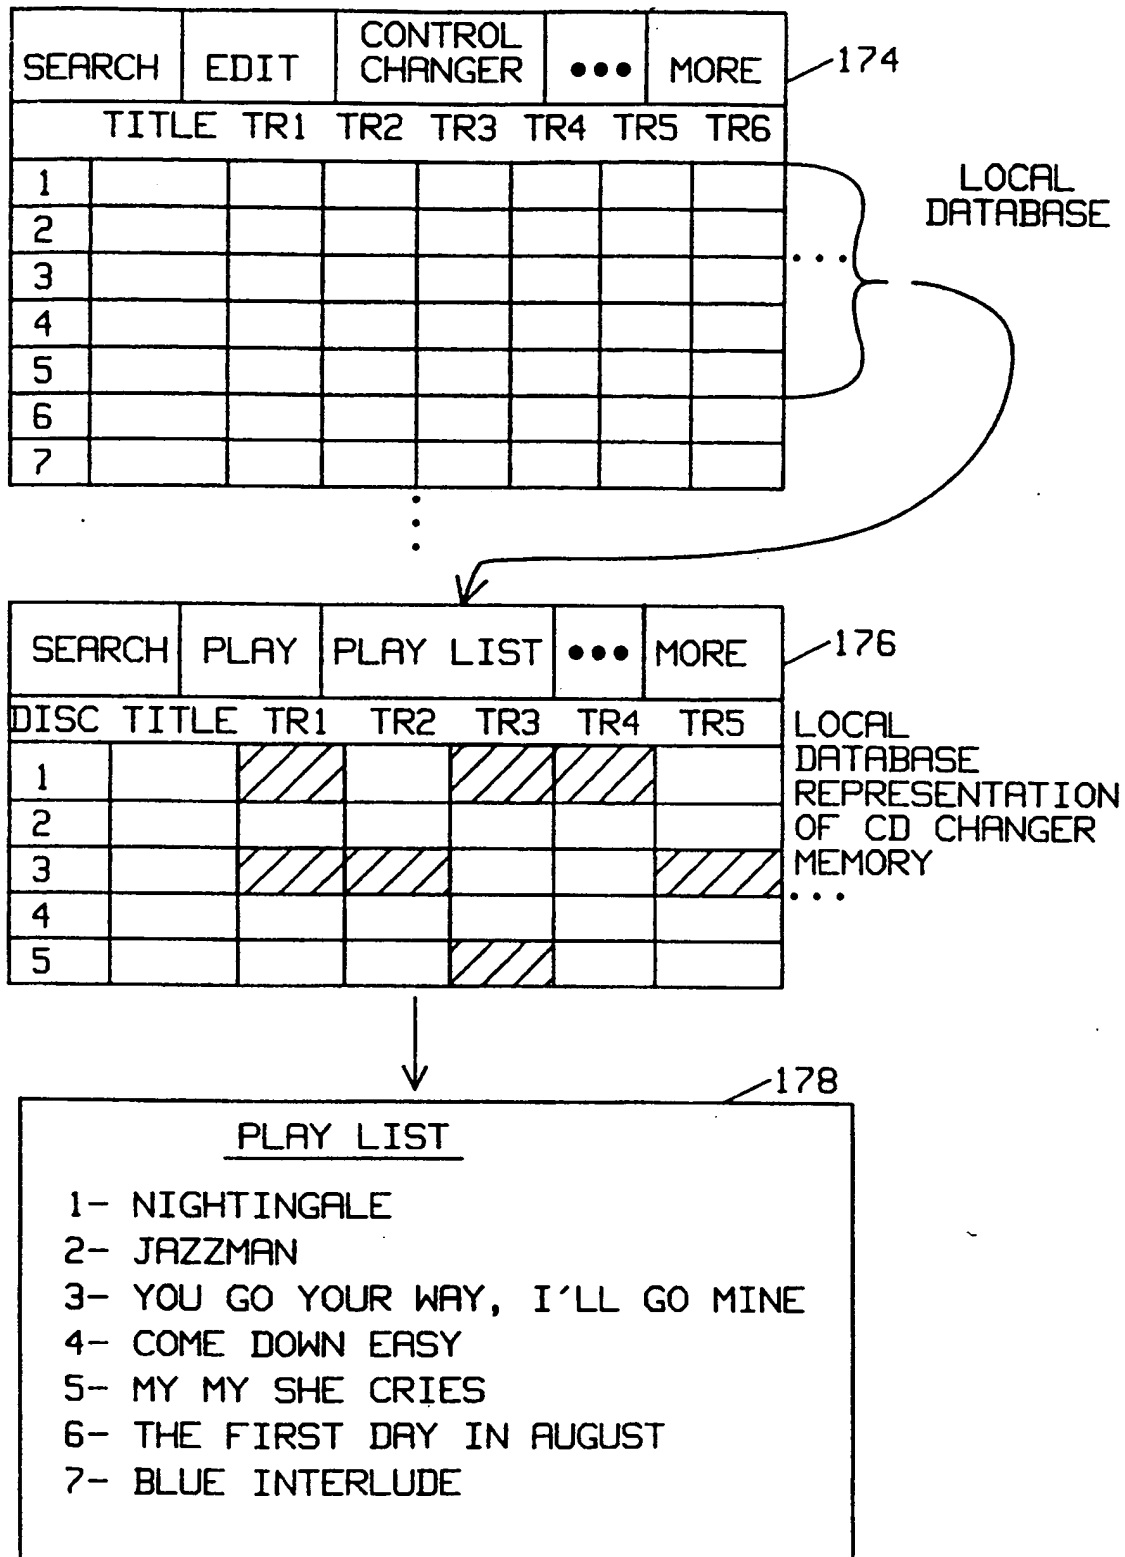 SEARCH EDIT CONTROL CHANGER ••• MORE 174
TITLE TR1 TR2 TR3 TR4 TR5 TR6
1
2
3
4
5
6
7
LOCAL
DATABASE
SEARCH PLAY PLAY LIST ••• MORE 176
DISC TITLE TR1 TR2 TR3 TR4 TR5
1
2
3
4
5
LOCAL
DATABASE
REPRESENTATION
OF CD CHANGER
MEMORY
178
PLAY LIST
1- NIGHTINGALE
2- JAZZMAN
3- YOU GO YOUR WAY, I'LL GO MINE
4- COME DOWN EASY
5- MY MY SHE CRIES
6- THE FIRST DAY IN AUGUST
7- BLUE INTERLUDE